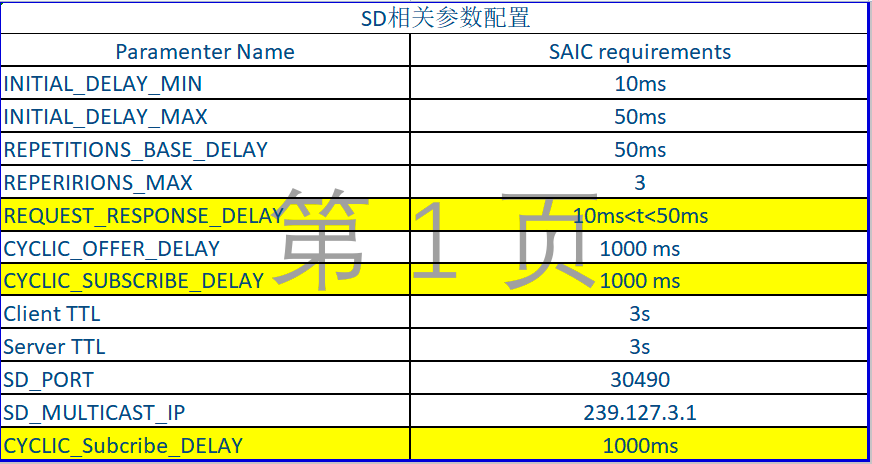 SD相关参数配置
Paramenter Name SAIC requirements
INITIAL_DELAY_MIN 10ms
INITIAL_DELAY_MAX 50ms
REPETITIONS_BASE_DELAY 50ms
REPERIRIONS_MAX 3
REQUEST_RESPONSE_DELAY 10ms<t<50ms
CYCLIC_OFFER_DELAY 1000 ms
CYCLIC_SUBSCRIBE_DELAY 1000 ms
Client TTL 3s
Server TTL 3s
SD_PORT 30490
SD_MULTICAST_IP 239.127.3.1
CYCLIC_Subcribe_DELAY 1000ms
第 1 页